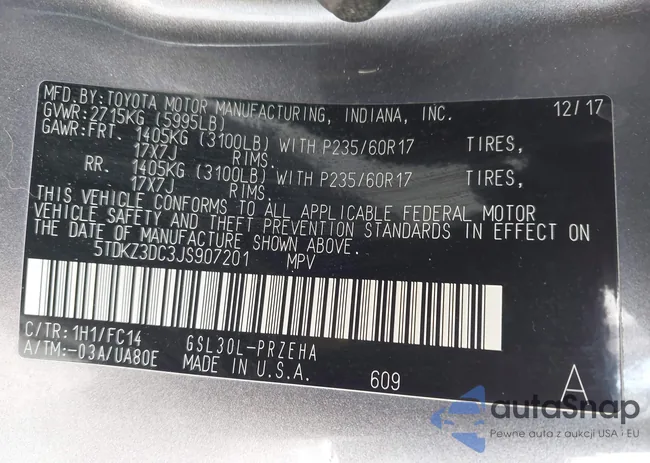 MFD.BY:TOYOTA MOTOR MANUFACTURING, INDIANA, INC. 12/17
GVWR: 2715KG (5995LB)
GAWR:FRT. 1405KG (3100LB) WITH P235/60R17 TIRES,
17X7J RIMS.
RR. 1405KG (3100LB) WITH P235/60R17 TIRES,
17X7J RIMS.
THIS VEHICLE CONFORMS TO ALL APPLICABLE FEDERAL MOTOR
VEHICLE SAFETY AND THEFT PREVENTION STANDARDS IN EFFECT ON
THE DATE OF MANUFACTURE SHOWN ABOVE.
5TDKZ3DC3JS907201 MPV
C/TR: 1H1/FC14 GSL30L-PRZEHA
A/TM:-03A/UA80E MADE IN U.S.A. 609 A
autaSnap
Pewne auta z aukcji USA i EU